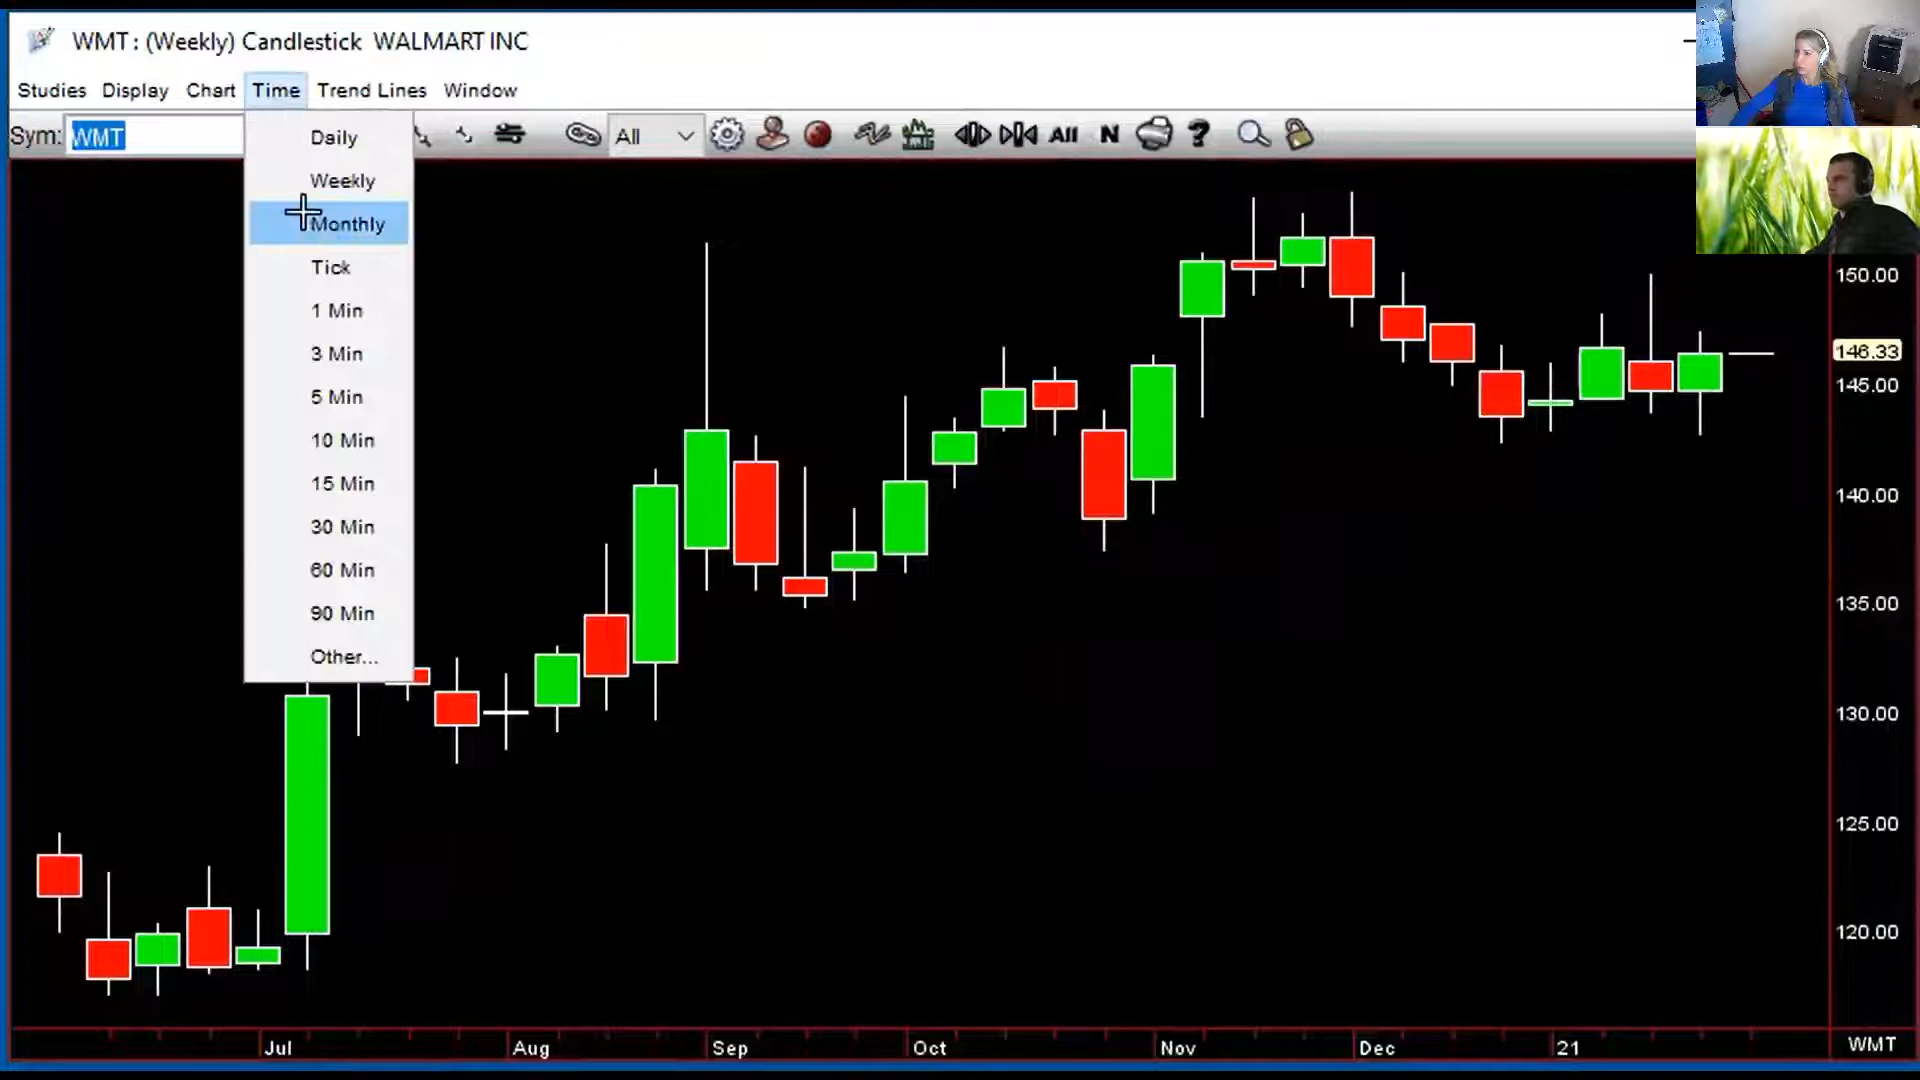 WMT : (Weekly) Candlestick WALMART INC
Studies Display Chart Time Trend Lines Window
Sym: WMT All All N ?
Daily
Weekly
Monthly
Tick
1 Min
3 Min
5 Min
10 Min
15 Min
30 Min
60 Min
90 Min
Other...
150.00
146.33
145.00
140.00
135.00
130.00
125.00
120.00
Jul Aug Sep Oct Nov Dec 21 WMT